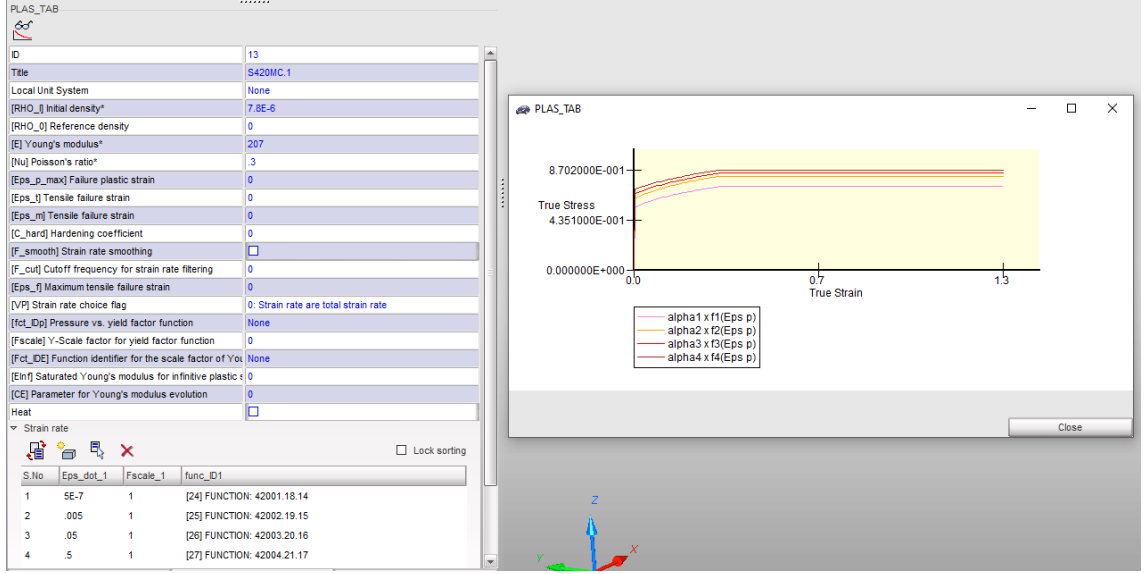 PLAS_TAB
ID 13
Title S420MC.1
Local Unit System None
[RHO_I] Initial density* 7.8E-6
[RHO_0] Reference density 0
[E] Young's modulus* 207
[Nu] Poisson's ratio* .3
[Eps_p_max] Failure plastic strain 0
[Eps_t] Tensile failure strain 0
[Eps_m] Tensile failure strain 0
[C_hard] Hardening coefficient 0
[F_smooth] Strain rate smoothing
[F_cut] Cutoff frequency for strain rate filtering 0
[Eps_f] Maximum tensile failure strain 0
[VP] Strain rate choice flag 0: Strain rate are total strain rate
[fct_IDp] Pressure vs. yield factor function None
[Fscale] Y-Scale factor for yield factor function 0
[Fct_IDE] Function identifier for the scale factor of You None
[EInf] Saturated Young's modulus for infinitive plastic s 0
[CE] Parameter for Young's modulus evolution 0
Heat
Strain rate
Lock sorting
S.No Eps_dot_1 Fscale_1 func_ID1
1 5E-7 1 [24] FUNCTION: 42001.18.14
2 .005 1 [25] FUNCTION: 42002.19.15
3 .05 1 [26] FUNCTION: 42003.20.16
4 .5 1 [27] FUNCTION: 42004.21.17
PLAS_TAB
8.702000E-001
True Stress
4.351000E-001
0.000000E+000
0.0 0.7 1.3
True Strain
alpha1 x f1(Eps p)
alpha2 x f2(Eps p)
alpha3 x f3(Eps p)
alpha4 x f4(Eps p)
Close
Z
Y X